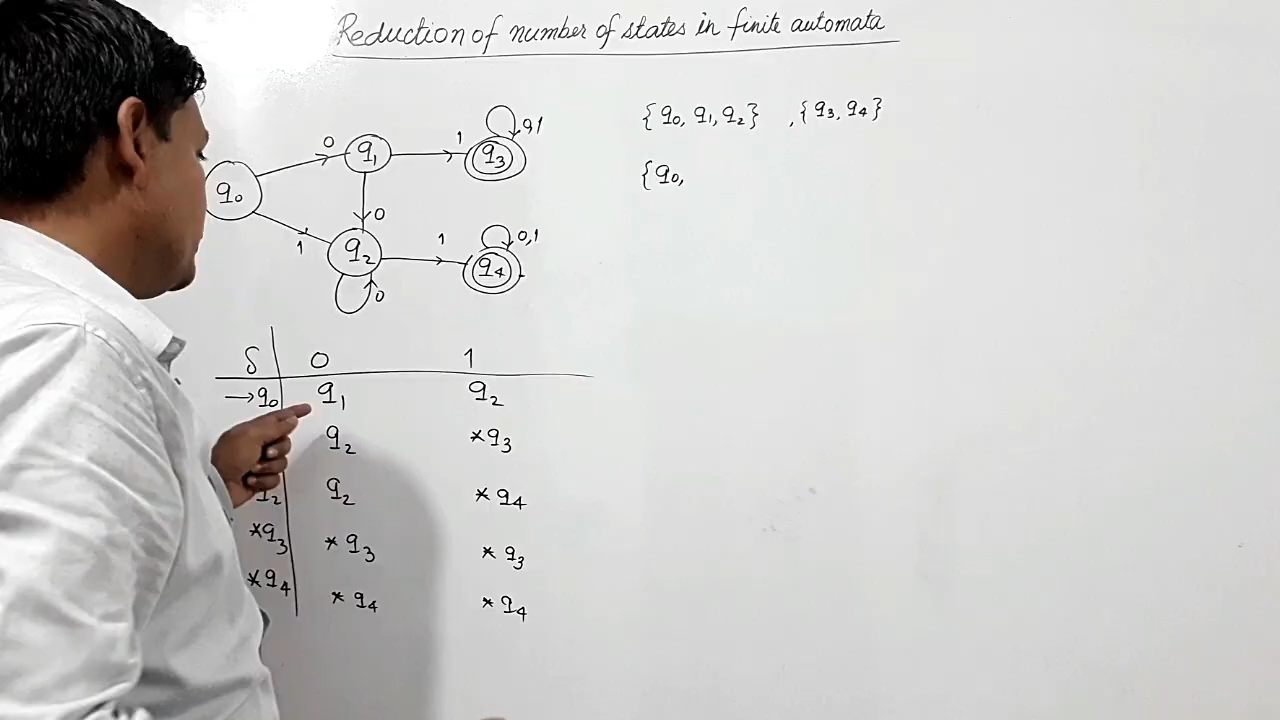 Reduction of number of states in finite automata
{q0, q1, q2} , {q3, q4}
{q0,
q0 0 q1 1 q3 0,1
1 0
q2 1 q4 0,1
0
δ 0 1
→q0 q1 q2
q2 *q3
q2 q2 *q4
*q3 *q3 *q3
*q4 *q4 *q4